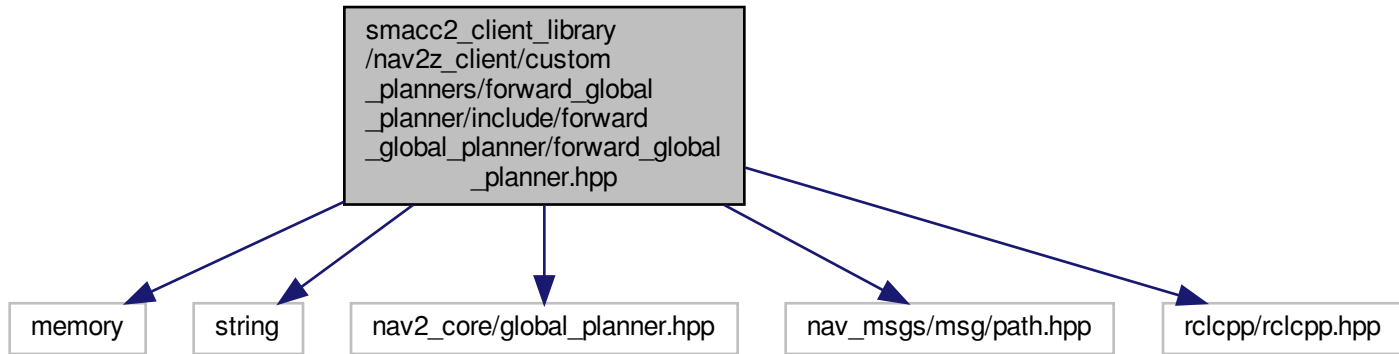 smacc2_client_library
/nav2z_client/custom
_planners/forward_global
_planner/include/forward
_global_planner/forward_global
_planner.hpp
memory
string
nav2_core/global_planner.hpp
nav_msgs/msg/path.hpp
rclcpp/rclcpp.hpp